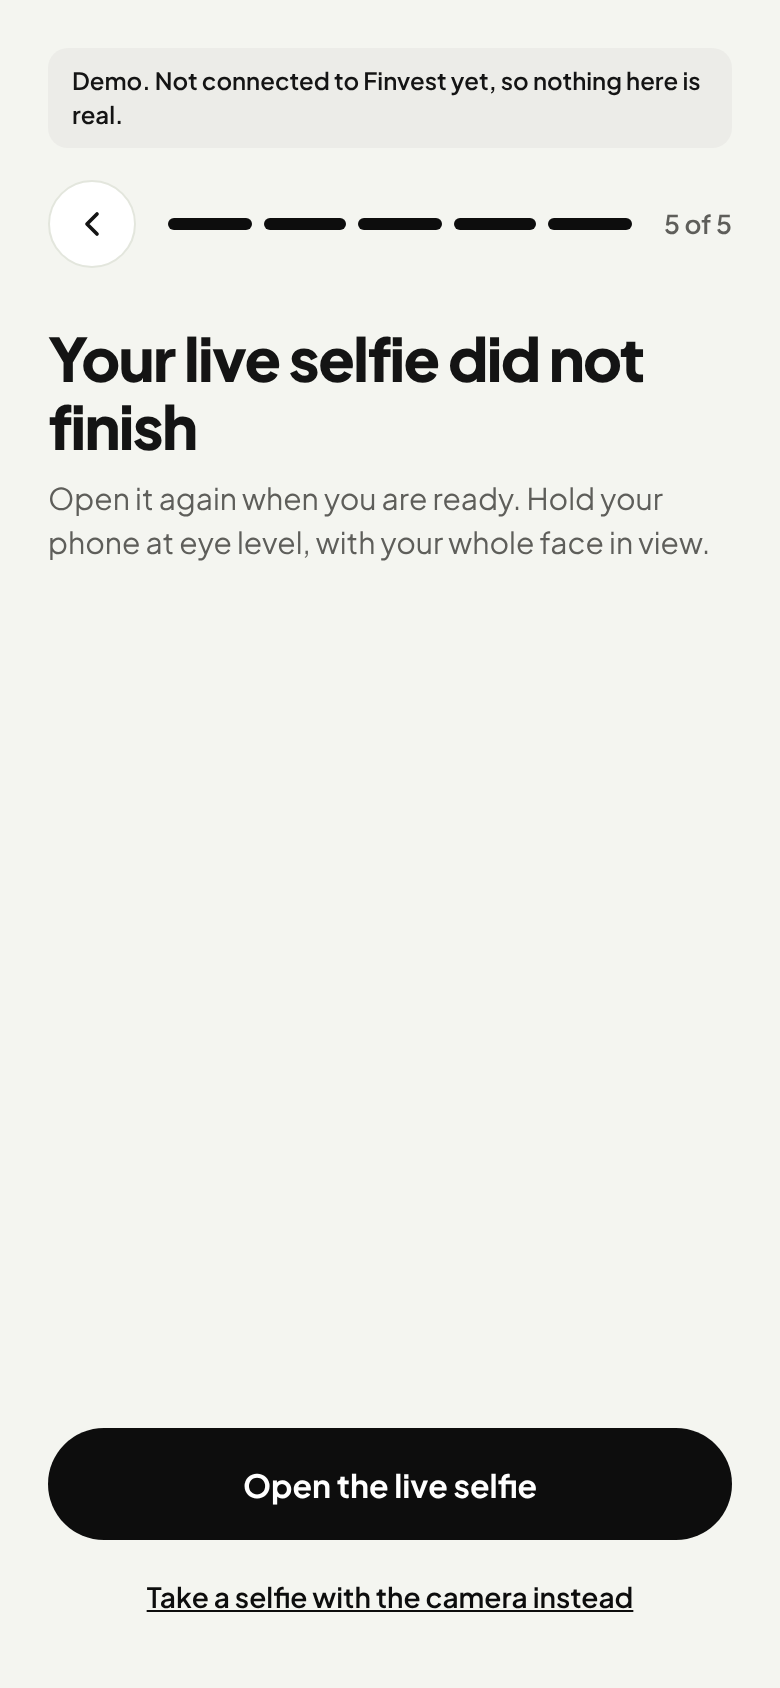 Demo. Not connected to Finvest yet, so nothing here is
real.
5 of 5
Your live selfie did not
finish
Open it again when you are ready. Hold your
phone at eye level, with your whole face in view.
Open the live selfie
Take a selfie with the camera instead